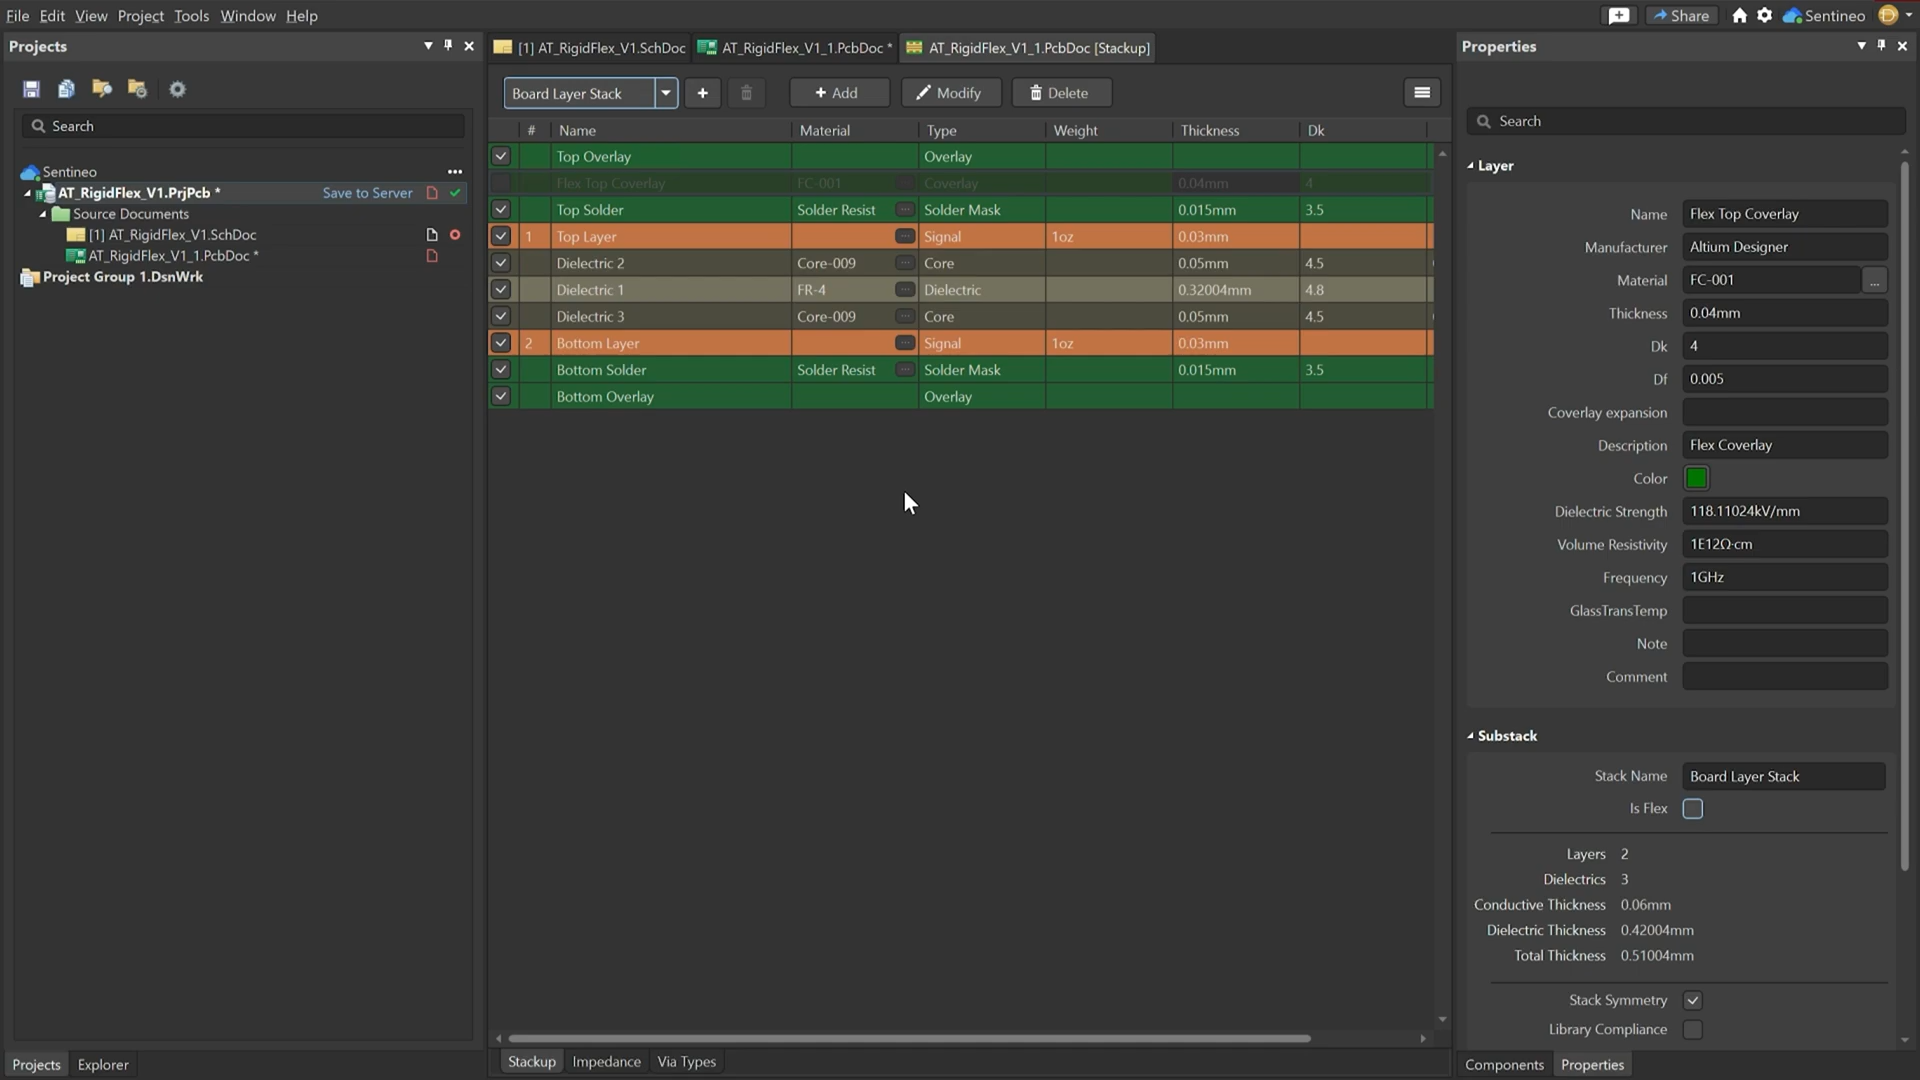 File Edit View Project Tools Window Help
Share Sentineo D
Projects
Search
Sentineo
AT_RigidFlex_V1.PrjPcb * Save to Server
Source Documents
[1] AT_RigidFlex_V1.SchDoc
AT_RigidFlex_V1_1.PcbDoc *
Project Group 1.DsnWrk
Projects Explorer
[1] AT_RigidFlex_V1.SchDoc AT_RigidFlex_V1_1.PcbDoc * AT_RigidFlex_V1_1.PcbDoc [Stackup]
Board Layer Stack + + Add Modify Delete
# Name Material Type Weight Thickness Dk
Top Overlay Overlay
Flex Top Coverlay FC-001 Coverlay 0.04mm 4
Top Solder Solder Resist Solder Mask 0.015mm 3.5
1 Top Layer Signal 1oz 0.03mm
Dielectric 2 Core-009 Core 0.05mm 4.5
Dielectric 1 FR-4 Dielectric 0.32004mm 4.8
Dielectric 3 Core-009 Core 0.05mm 4.5
2 Bottom Layer Signal 1oz 0.03mm
Bottom Solder Solder Resist Solder Mask 0.015mm 3.5
Bottom Overlay Overlay
Stackup Impedance Via Types
Properties
Search
Layer
Name Flex Top Coverlay
Manufacturer Altium Designer
Material FC-001 ...
Thickness 0.04mm
Dk 4
Df 0.005
Coverlay expansion
Description Flex Coverlay
Color
Dielectric Strength 118.11024kV/mm
Volume Resistivity 1E12Ω·cm
Frequency 1GHz
GlassTransTemp
Note
Comment
Substack
Stack Name Board Layer Stack
Is Flex
Layers 2
Dielectrics 3
Conductive Thickness 0.06mm
Dielectric Thickness 0.42004mm
Total Thickness 0.51004mm
Stack Symmetry
Library Compliance
Components Properties